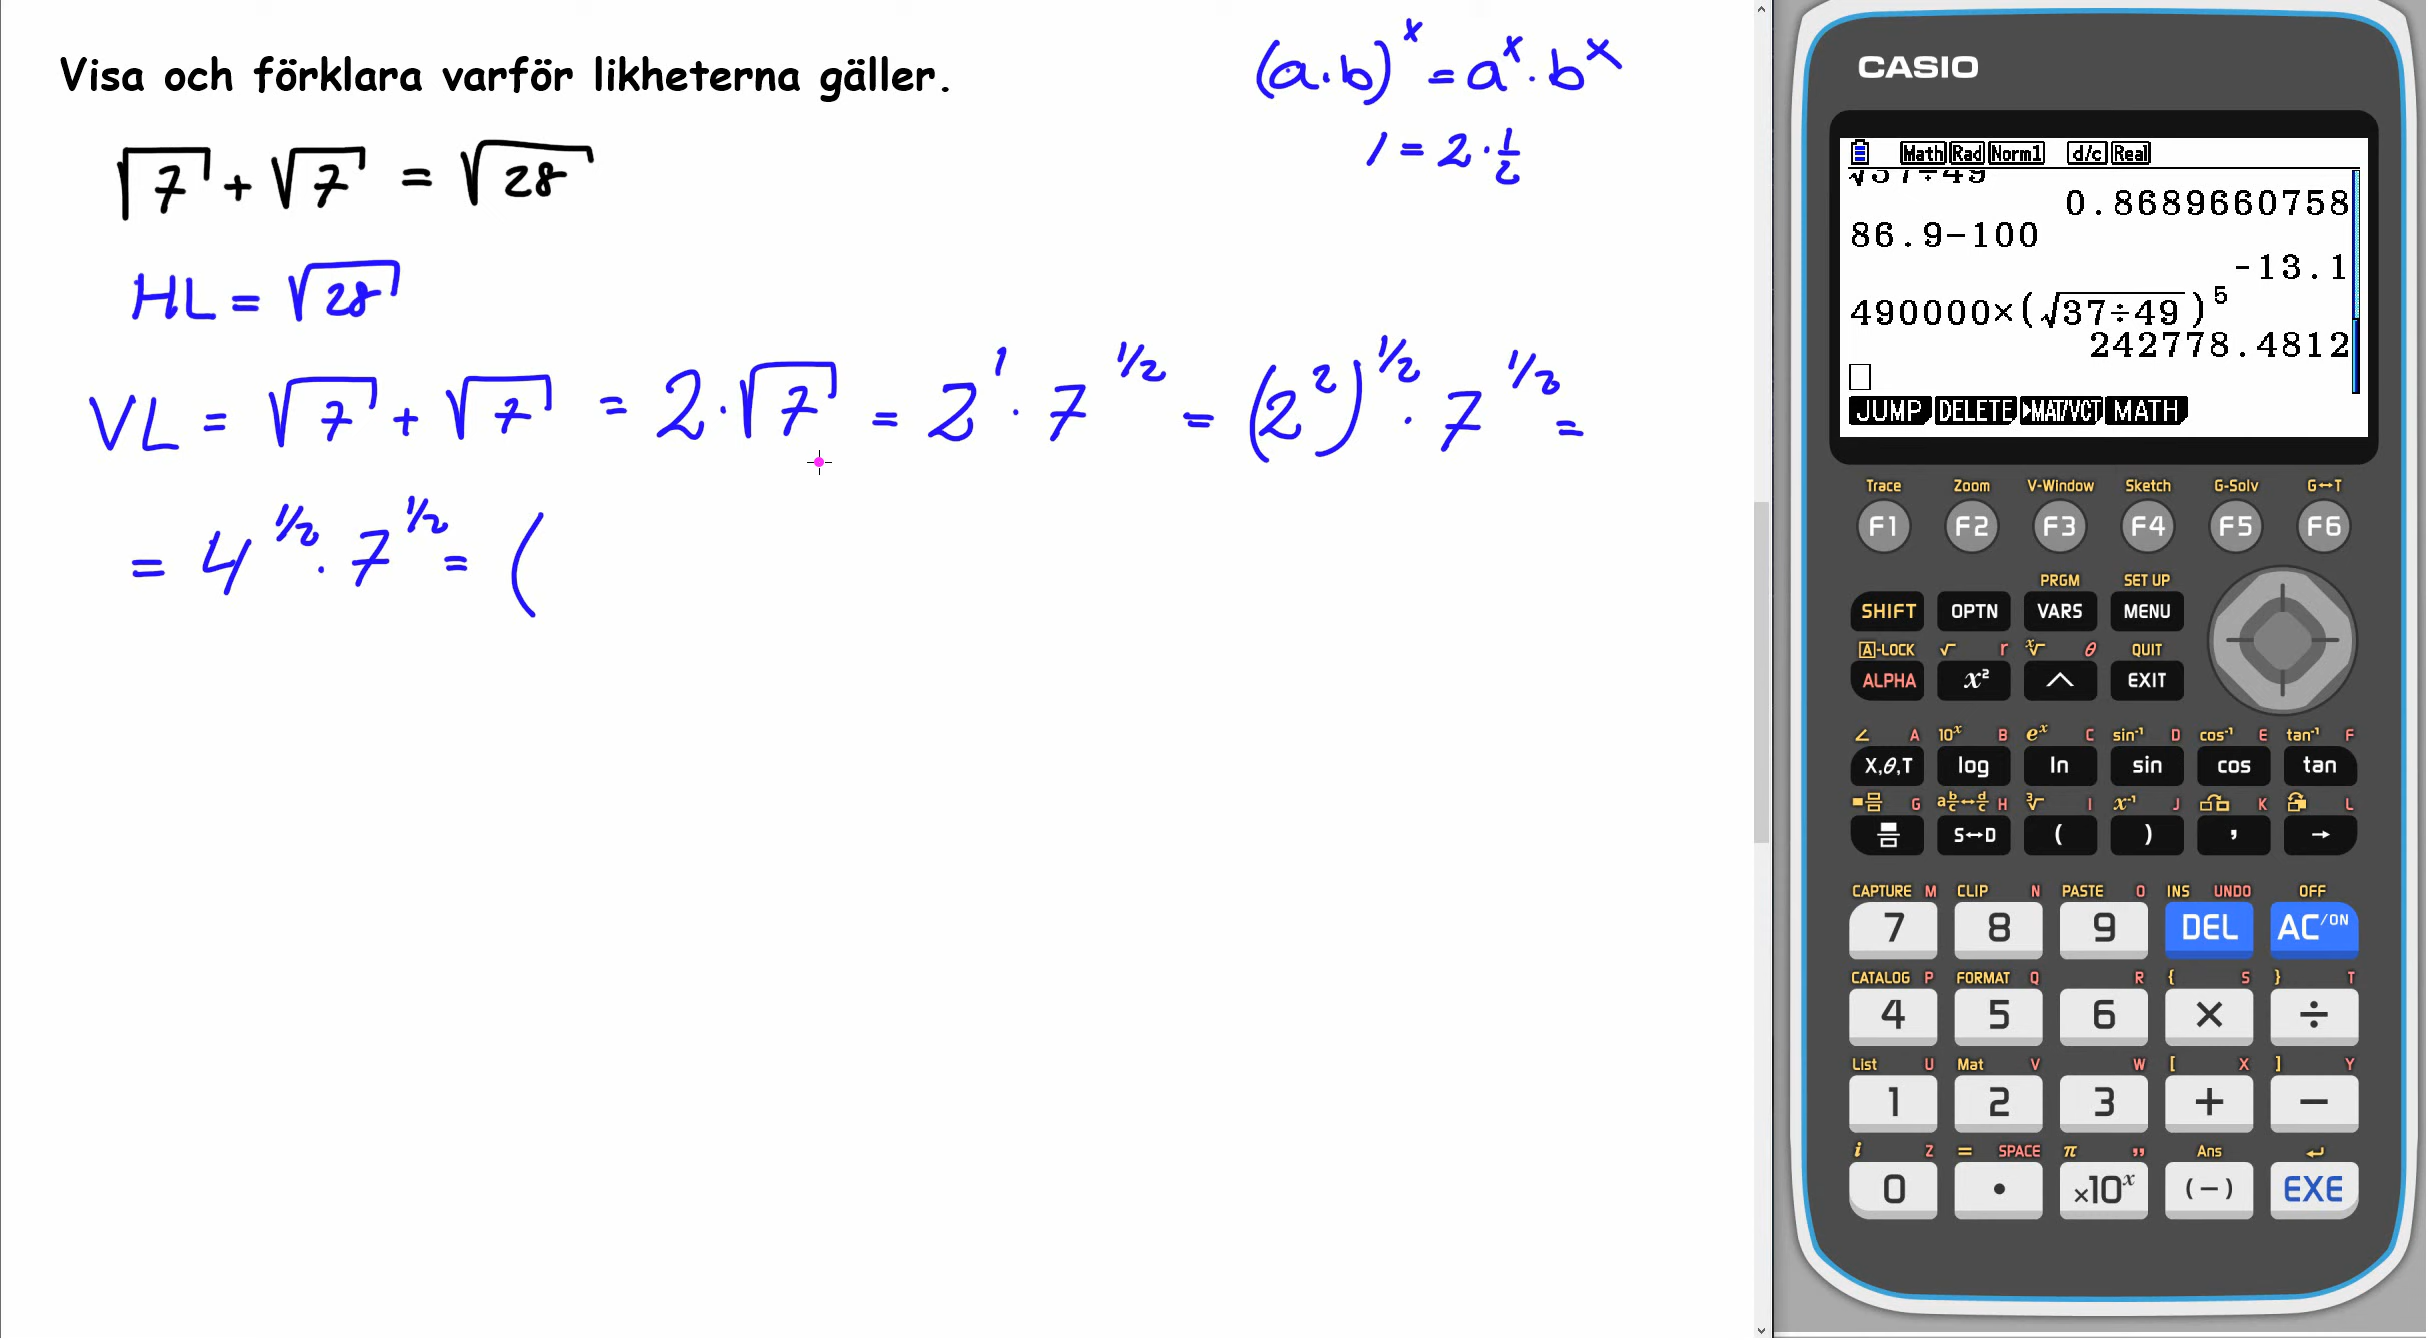 Visa och förklara varför likheterna gäller.
(a·b)^x = a^x · b^x
1 = 2 · 1/2
√7 + √7 = √28
HL = √28
VL = √7 + √7 = 2·√7 = 2^1 · 7^1/2 = (2^2)^1/2 · 7^1/2 =
= 4^1/2 · 7^1/2 = (
CASIO
Math Rad Norm1 d/c Real
√37÷49
0.8689660758
86.9-100
-13.1
490000×(√37÷49)^5
242778.4812
JUMP DELETE ▶MAT/VCT MATH
Trace Zoom V-Window Sketch G-Solv G↔T
F1 F2 F3 F4 F5 F6
PRGM SET UP
SHIFT OPTN VARS MENU
A-LOCK √ r ˣ√ θ QUIT
ALPHA x² ^ EXIT
∠ A 10ˣ B eˣ C sin⁻¹ D cos⁻¹ E tan⁻¹ F
X,θ,T log ln sin cos tan
G a b/c↔d/c H ³√ I x⁻¹ J K L
S↔D ( ) , →
CAPTURE M CLIP N PASTE O INS UNDO OFF
7 8 9 DEL AC/ON
CATALOG P FORMAT Q R { S } T
4 5 6 × ÷
List U Mat V W [ X ] Y
1 2 3 + −
i Z = SPACE π " Ans ↵
0 • ×10ˣ (−) EXE